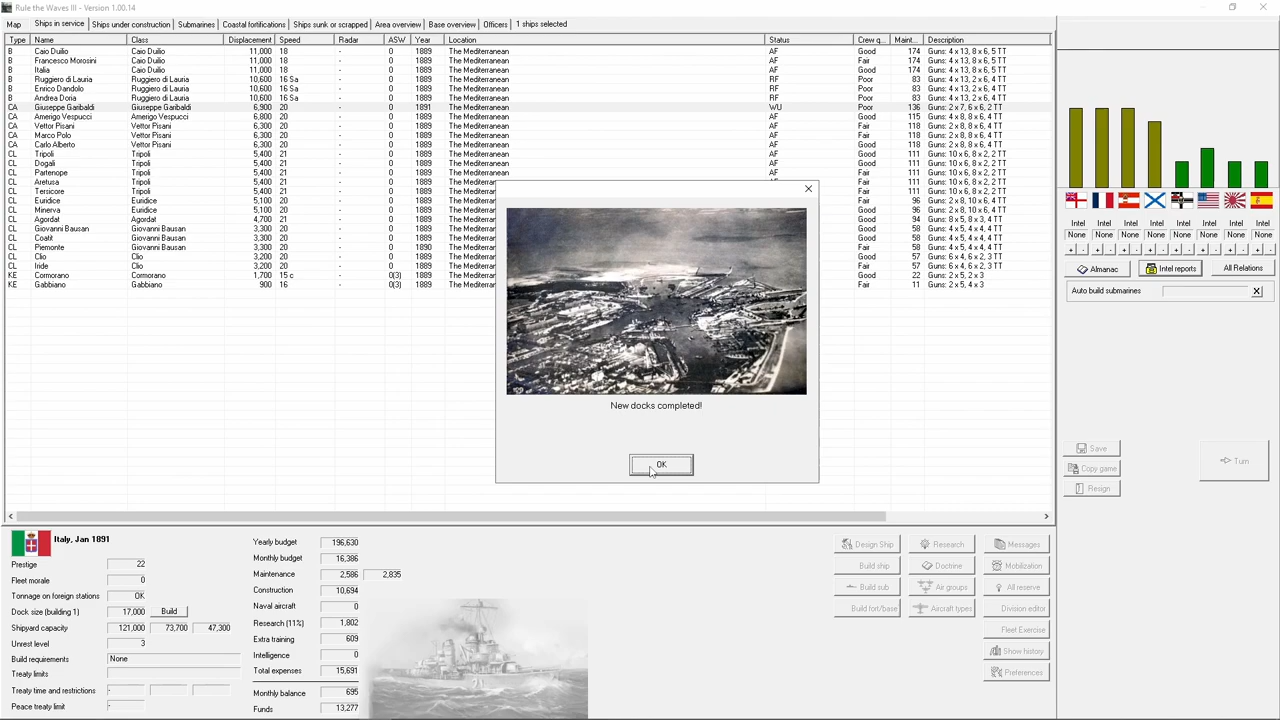 Rule the Waves III - Version 1.00.14
Map Ships in service Ships under construction Submarines Coastal fortifications Ships sunk or scrapped Area overview Base overview Officers 1 ships selected
Type Name Class Displacement Speed Radar ASW Year Location Status Crew q... Maint... Description
B Caio Duilio Caio Duilio 11,000 18 - 0 1889 The Mediterranean AF Good 174 Guns: 4 x 13, 8 x 6, 5 TT
B Francesco Morosini Caio Duilio 11,000 18 - 0 1889 The Mediterranean AF Fair 174 Guns: 4 x 13, 8 x 6, 5 TT
B Italia Caio Duilio 11,000 18 - 0 1889 The Mediterranean AF Good 174 Guns: 4 x 13, 8 x 6, 5 TT
B Ruggiero di Lauria Ruggiero di Lauria 10,600 16 Sa - 0 1889 The Mediterranean RF Poor 83 Guns: 4 x 13, 2 x 6, 4 TT
B Enrico Dandolo Ruggiero di Lauria 10,600 16 Sa - 0 1889 The Mediterranean RF Poor 83 Guns: 4 x 13, 2 x 6, 4 TT
B Andrea Doria Ruggiero di Lauria 10,600 16 Sa - 0 1889 The Mediterranean RF Poor 83 Guns: 4 x 13, 2 x 6, 4 TT
CA Giuseppe Garibaldi Giuseppe Garibaldi 6,900 20 - 0 1891 The Mediterranean WU Poor 136 Guns: 2 x 7, 6 x 6, 2 TT
CA Amerigo Vespucci Amerigo Vespucci 6,800 20 - 0 1889 The Mediterranean AF Good 115 Guns: 4 x 8, 8 x 6, 4 TT
CA Vettor Pisani Vettor Pisani 6,300 20 - 0 1889 The Mediterranean AF Fair 118 Guns: 2 x 8, 8 x 6, 4 TT
CA Marco Polo Vettor Pisani 6,300 20 - 0 1889 The Mediterranean AF Fair 118 Guns: 2 x 8, 8 x 6, 4 TT
CA Carlo Alberto Vettor Pisani 6,300 20 - 0 1889 The Mediterranean AF Fair 118 Guns: 2 x 8, 8 x 6, 4 TT
CL Tripoli Tripoli 5,400 21 - 0 1889 The Mediterranean AF Good 111 Guns: 10 x 6, 8 x 2, 2 TT
CL Dogali Tripoli 5,400 21 - 0 1889 The Mediterranean AF Good 111 Guns: 10 x 6, 8 x 2, 2 TT
CL Partenope Tripoli 5,400 21 - 0 1889 The Mediterranean AF Good 111 Guns: 10 x 6, 8 x 2, 2 TT
CL Aretusa Tripoli 5,400 21 - 0 1889 The Mediterranean AF Fair 111 Guns: 10 x 6, 8 x 2, 2 TT
CL Tersicore Tripoli 5,400 21 - 0 1889 The Mediterranean Fair 111 Guns: 10 x 6, 8 x 2, 2 TT
CL Euridice Euridice 5,100 20 - 0 1889 The Mediter Fair 96 Guns: 2 x 8, 10 x 6, 2 TT
CL Minerva Euridice 5,100 20 - 0 1889 The Mediter Good 96 Guns: 2 x 8, 10 x 6, 2 TT
CL Agordat Agordat 4,700 21 - 0 1889 The Mediter Good 94 Guns: 8 x 5, 8 x 3, 4 TT
CL Giovanni Bausan Giovanni Bausan 3,300 20 - 0 1889 The Mediter Good 58 Guns: 4 x 5, 4 x 4, 4 TT
CL Coatit Giovanni Bausan 3,300 20 - 0 1889 The Mediter Good 58 Guns: 4 x 5, 4 x 4, 4 TT
CL Piemonte Giovanni Bausan 3,300 20 - 0 1890 The Mediter Fair 58 Guns: 4 x 5, 4 x 4, 4 TT
CL Clio Clio 3,200 20 - 0 1889 The Mediter Good 57 Guns: 6 x 4, 6 x 2, 3 TT
CL Iride Clio 3,200 20 - 0 1889 The Mediter Fair 57 Guns: 6 x 4, 6 x 2, 3 TT
KE Cormorano Cormorano 1,700 15 c - 0(3) 1889 The Mediter Good 22 Guns: 2 x 5, 2 x 3
KE Gabbiano Gabbiano 900 16 - 0(3) 1889 The Mediter Fair 11 Guns: 2 x 5, 4 x 3
New docks completed!
OK
Intel Intel Intel Intel Intel Intel Intel Intel
None None None None None None None None
+ - + - + - + - + - + - + - + -
Almanac Intel reports All Relations
Auto build submarines X
Save
Copy game
Resign
Turn
Italy, Jan 1891
Prestige 22
Fleet morale 0
Tonnage on foreign stations OK
Dock size (building 1) 17,000 Build
Shipyard capacity 121,000 73,700 47,300
Unrest level 3
Build requirements None
Treaty limits
Treaty time and restrictions -
Peace treaty limit -
Yearly budget 196,630
Monthly budget 16,386
Maintenance 2,586 2,835
Construction 10,694
Naval aircraft 0
Research (11%) 1,802
Extra training 609
Intelligence 0
Total expenses 15,691
Monthly balance 695
Funds 13,277
Design Ship Research Messages
Build ship Doctrine Mobilization
Build sub Air groups All reserve
Build fort/base Aircraft types Division editor
Fleet Exercise
Show history
Preferences